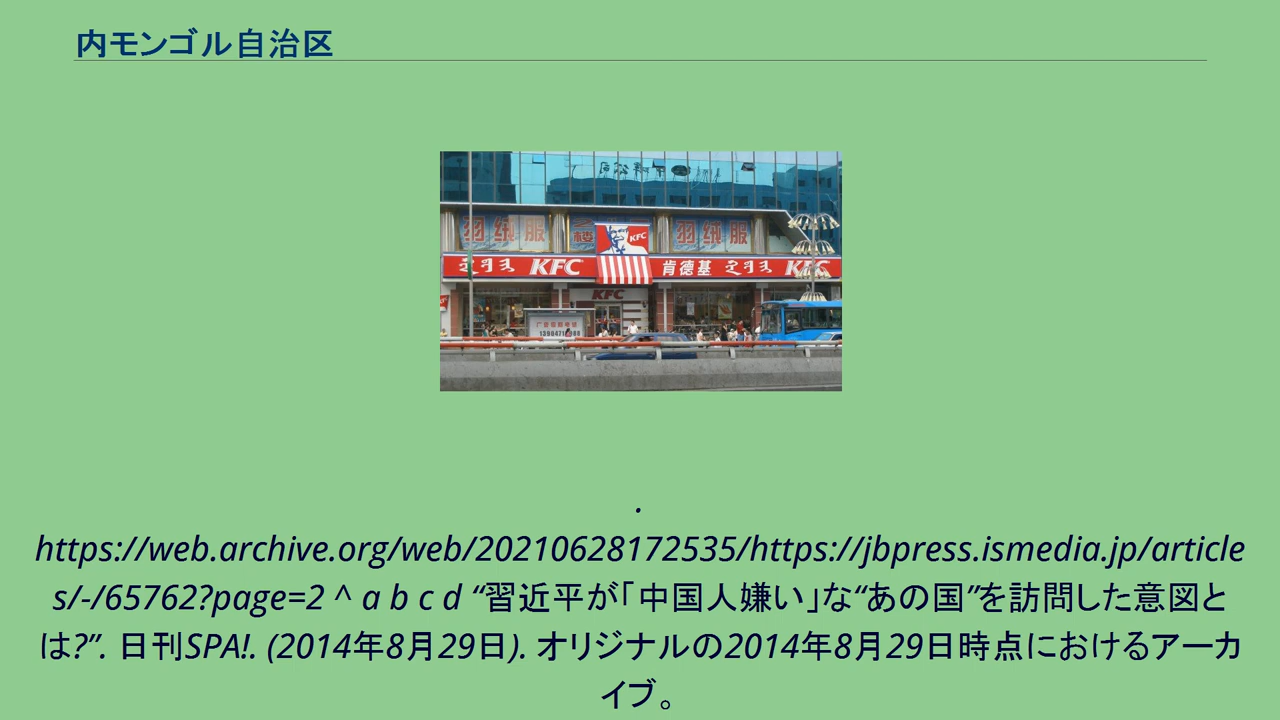 内モンゴル自治区
羽绒服
羽绒服
KFC
KFC
肯德基
KFC
KFC
.
https://web.archive.org/web/20210628172535/https://jbpress.ismedia.jp/article
s/-/65762?page=2 ^ a b c d “習近平が「中国人嫌い」な“あの国”を訪問した意図と
は?”. 日刊SPA!. (2014年8月29日). オリジナルの2014年8月29日時点におけるアーカ
イブ。